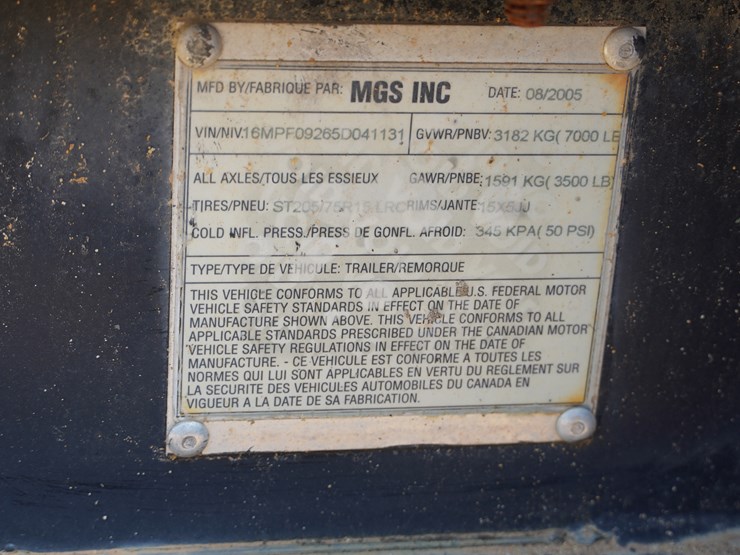 MFD BY/FABRIQUE PAR: MGS INC DATE: 08/2005
VIN/NIV:16MPF09265D041131 GVWR/PNBV: 3182 KG( 7000 LB
ALL AXLES/TOUS LES ESSIEUX GAWR/PNBE: 1591 KG( 3500 LB)
TIRES/PNEU: ST205/75R15 LRC RIMS/JANTE 15X5JJ
COLD INFL. PRESS./PRESS DE GONFL. AFROID: 345 KPA( 50 PSI)
TYPE/TYPE DE VEHICULE: TRAILER/REMORQUE
THIS VEHICLE CONFORMS TO ALL APPLICABLE U.S. FEDERAL MOTOR
VEHICLE SAFETY STANDARDS IN EFFECT ON THE DATE OF
MANUFACTURE SHOWN ABOVE. THIS VEHICLE CONFORMS TO ALL
APPLICABLE STANDARDS PRESCRIBED UNDER THE CANADIAN MOTOR
VEHICLE SAFETY REGULATIONS IN EFFECT ON THE DATE OF
MANUFACTURE. - CE VEHICULE EST CONFORME A TOUTES LES
NORMES QUI LUI SONT APPLICABLES EN VERTU DU REGLEMENT SUR
LA SECURITE DES VEHICULES AUTOMOBILES DU CANADA EN
VIGUEUR A LA DATE DE SA FABRICATION.